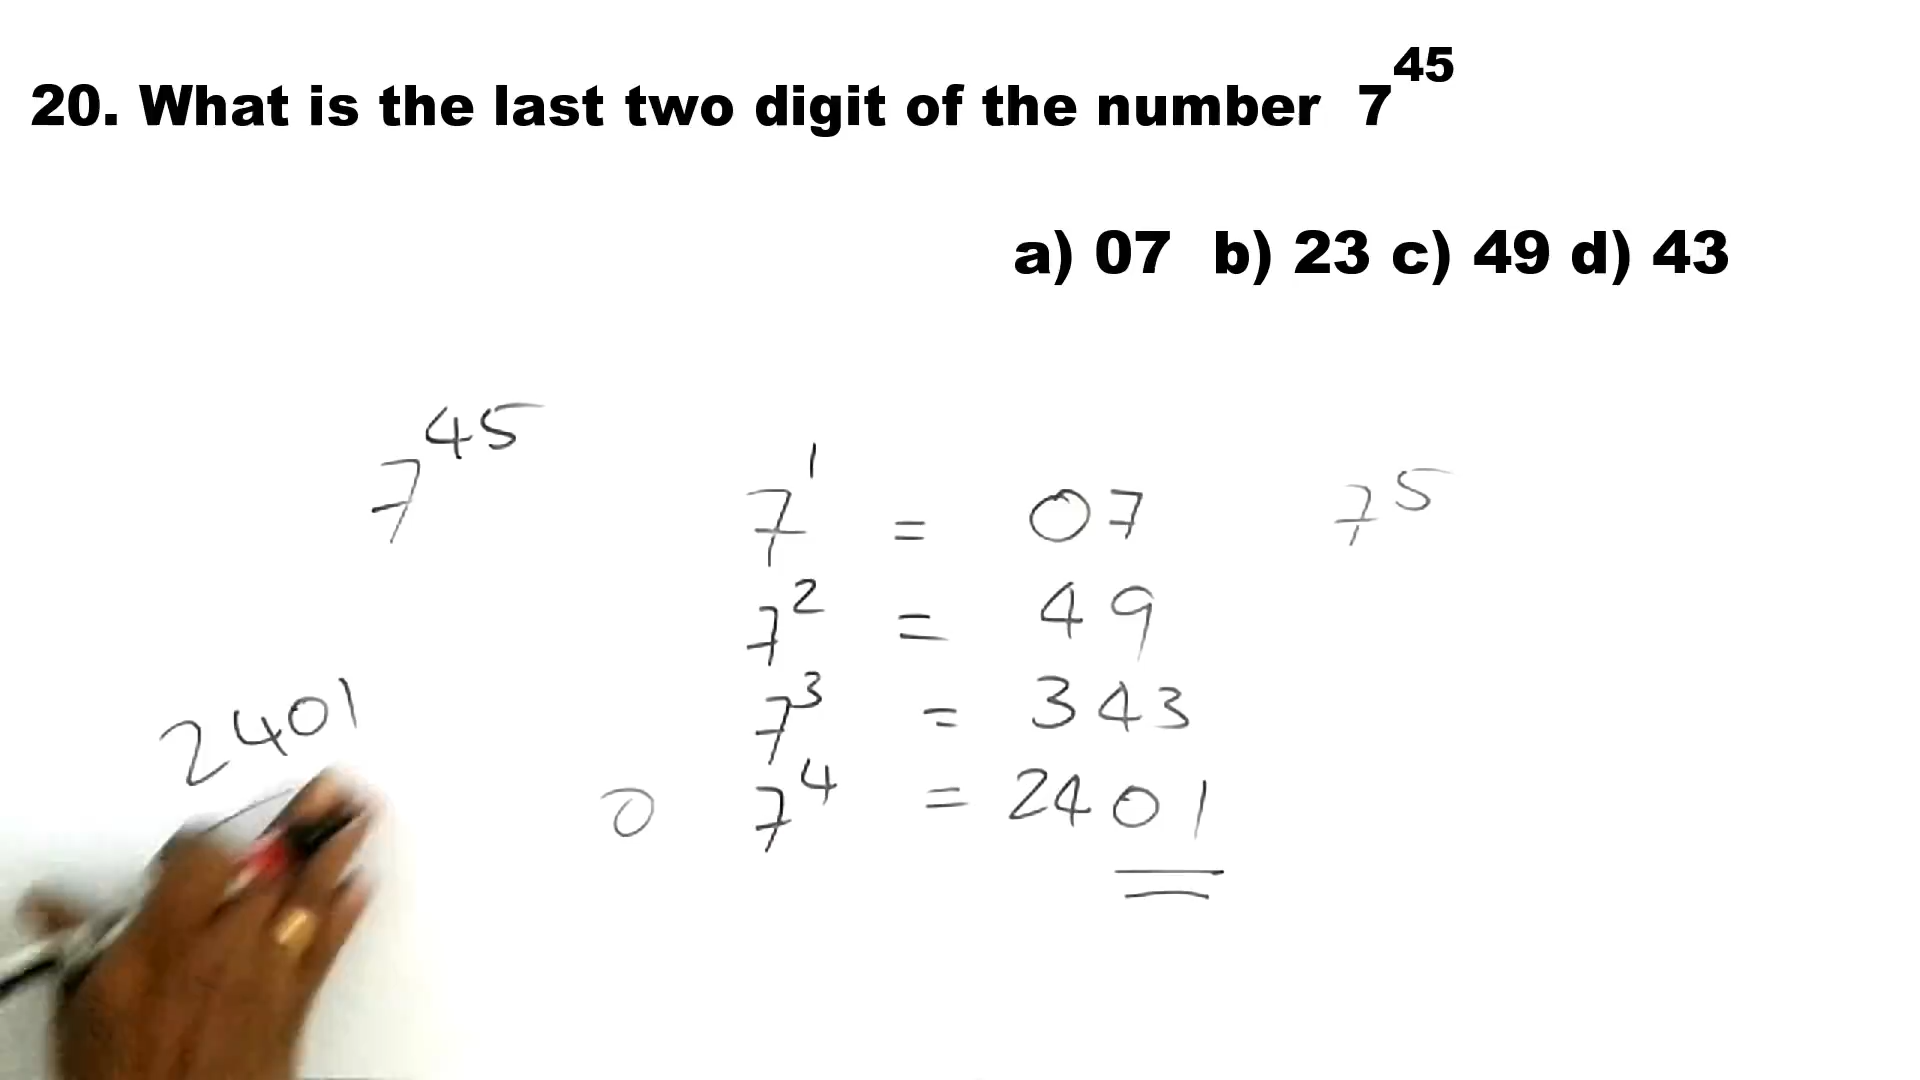 20. What is the last two digit of the number 7^45
a) 07 b) 23 c) 49 d) 43
7^45
7^1 = 07
7^5
7^2 = 49
7^3 = 343
2401
0 7^4 = 2401